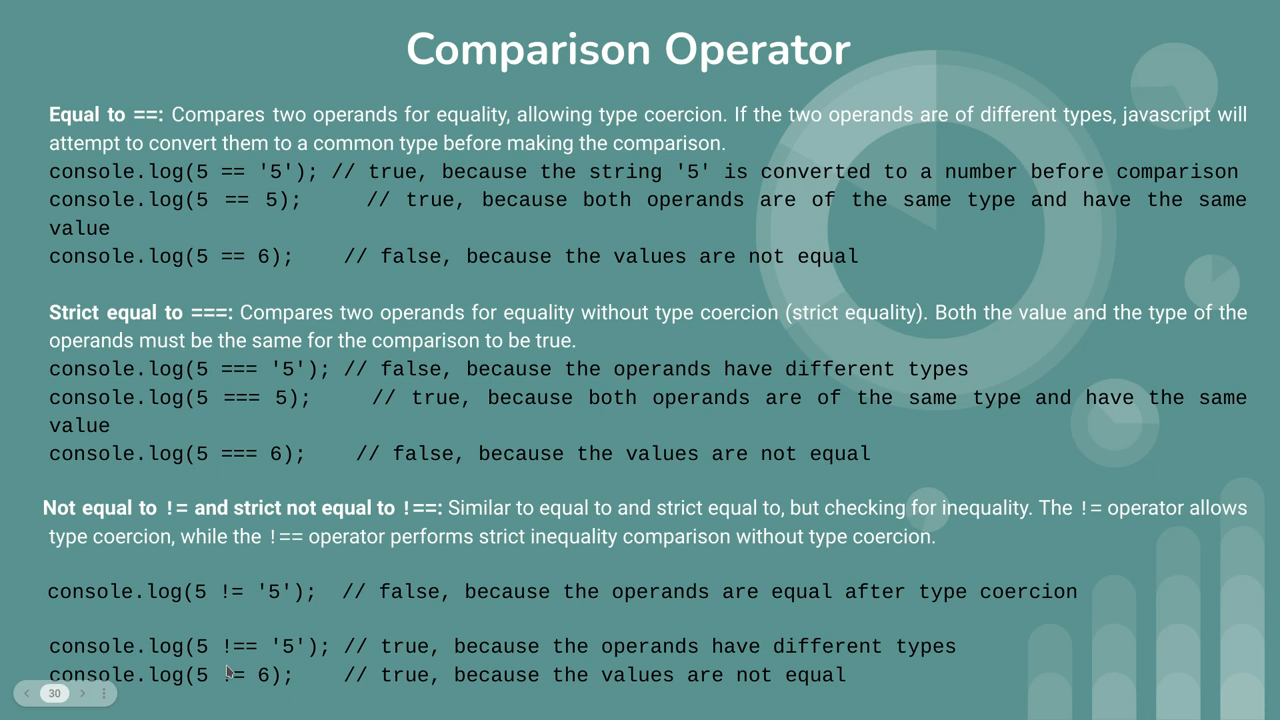 Comparison Operator
Equal to ==: Compares two operands for equality, allowing type coercion. If the two operands are of different types, javascript will
attempt to convert them to a common type before making the comparison.
console.log(5 == '5'); // true, because the string '5' is converted to a number before comparison
console.log(5 == 5); // true, because both operands are of the same type and have the same
value
console.log(5 == 6); // false, because the values are not equal
Strict equal to ===: Compares two operands for equality without type coercion (strict equality). Both the value and the type of the
operands must be the same for the comparison to be true.
console.log(5 === '5'); // false, because the operands have different types
console.log(5 === 5); // true, because both operands are of the same type and have the same
value
console.log(5 === 6); // false, because the values are not equal
Not equal to != and strict not equal to !==: Similar to equal to and strict equal to, but checking for inequality. The != operator allows
type coercion, while the !== operator performs strict inequality comparison without type coercion.
console.log(5 != '5'); // false, because the operands are equal after type coercion
console.log(5 !== '5'); // true, because the operands have different types
console.log(5 != 6); // true, because the values are not equal
30